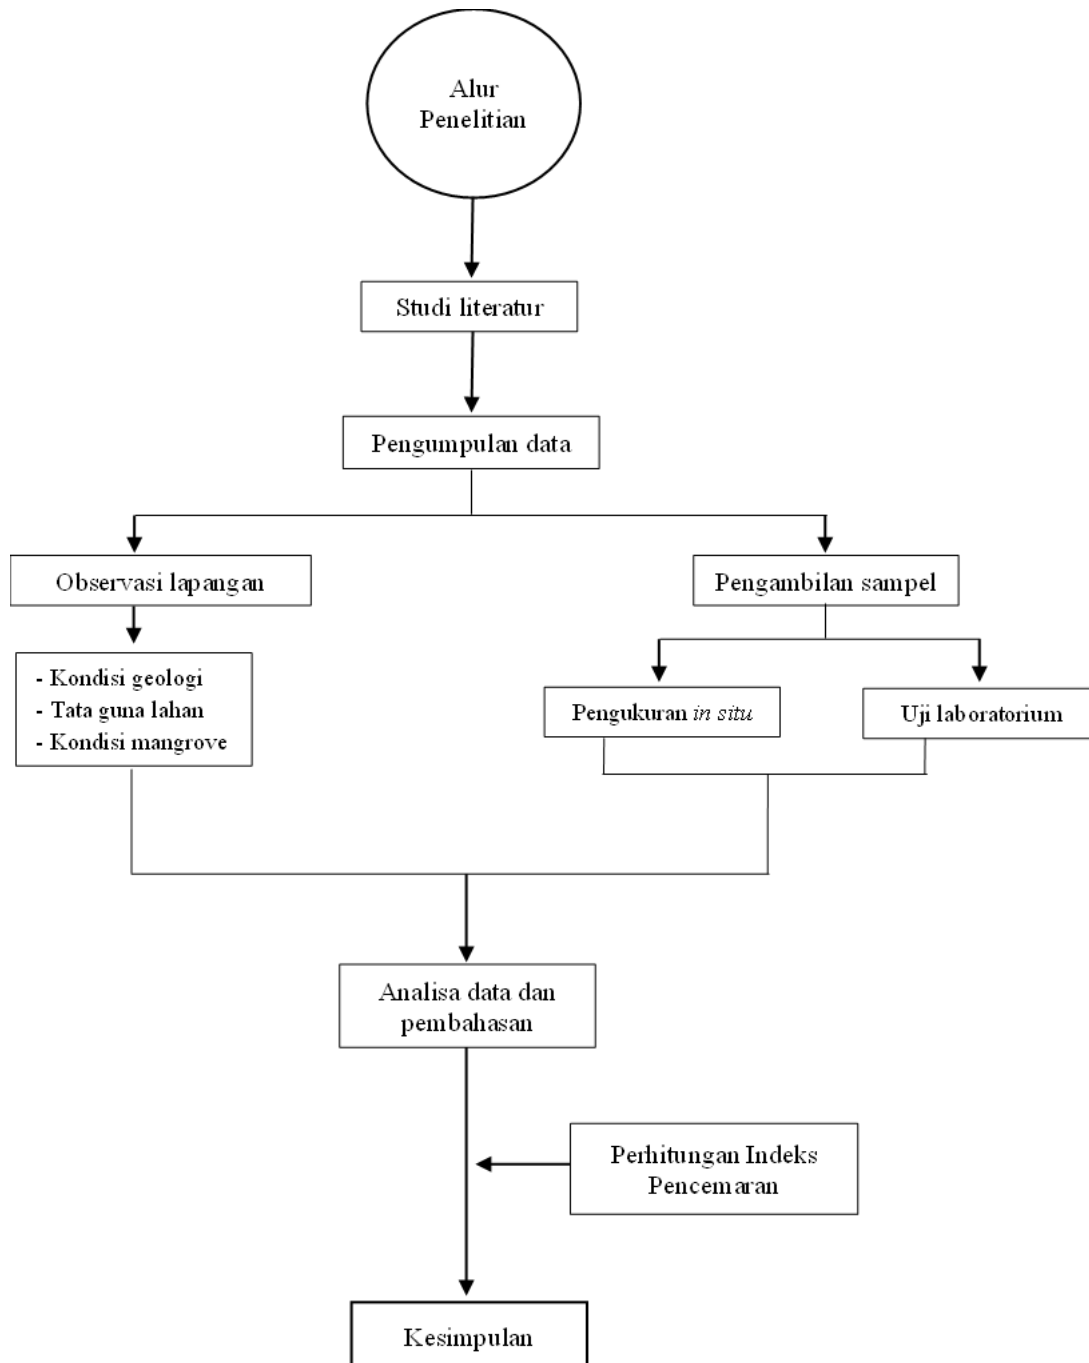 Alur
Penelitian
Studi literatur
Pengumpulan data
Observasi lapangan
Pengambilan sampel
- Kondisi geologi
- Tata guna lahan
- Kondisi mangrove
Pengukuran in situ
Uji laboratorium
Analisa data dan
pembahasan
Perhitungan Indeks
Pencemaran
Kesimpulan